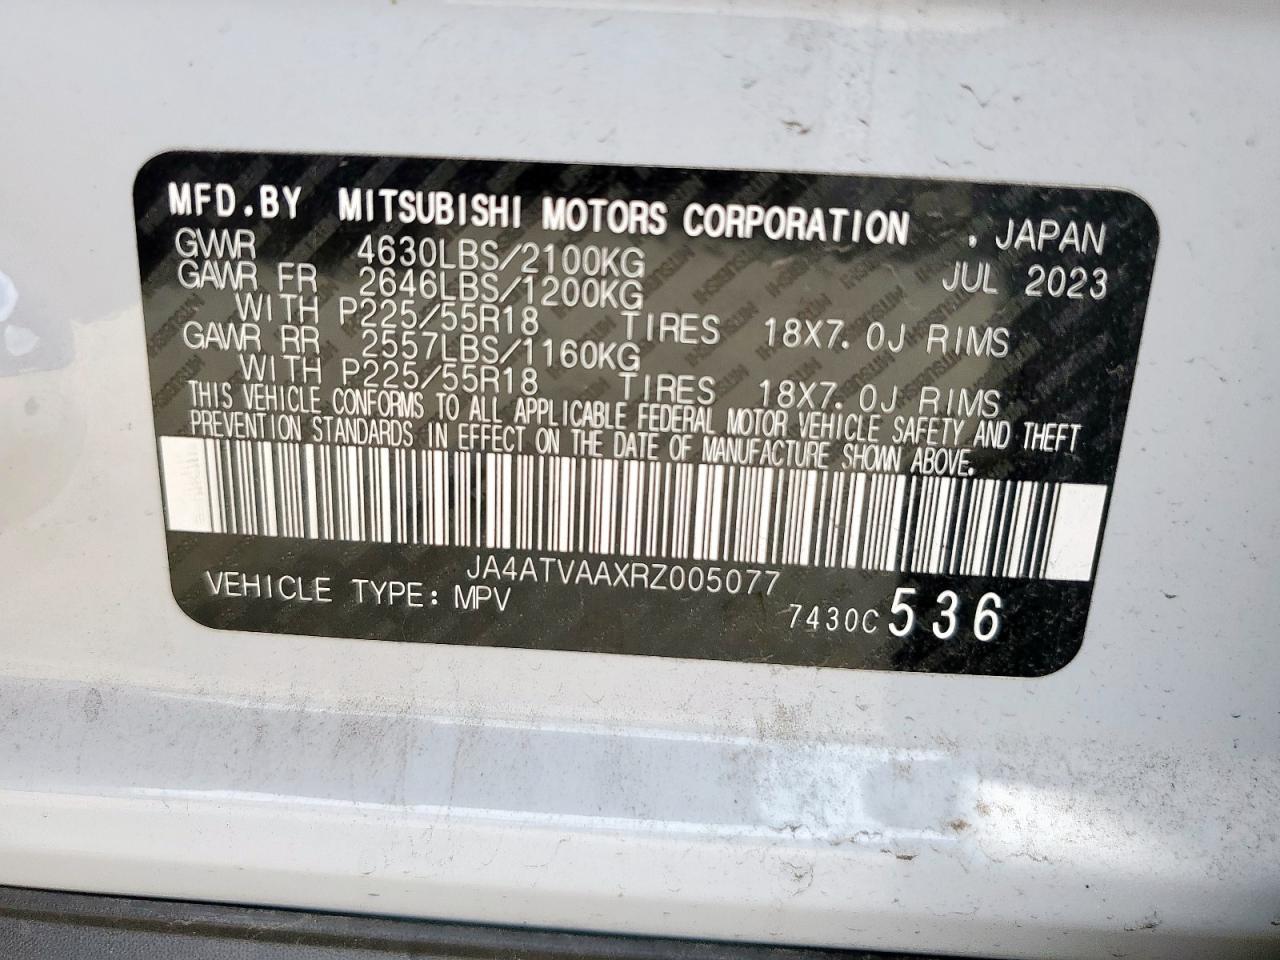 MFD.BY MITSUBISHI MOTORS CORPORATION . JAPAN
GVWR 4630LBS/2100KG JUL 2023
GAWR FR 2646LBS/1200KG
WITH P225/55R18 TIRES 18X7.0J RIMS
GAWR RR 2557LBS/1160KG
WITH P225/55R18 TIRES 18X7.0J RIMS
THIS VEHICLE CONFORMS TO ALL APPLICABLE FEDERAL MOTOR VEHICLE SAFETY AND THEFT
PREVENTION STANDARDS IN EFFECT ON THE DATE OF MANUFACTURE SHOWN ABOVE.
JA4ATVAAXRZ005077
VEHICLE TYPE: MPV
7430C 536